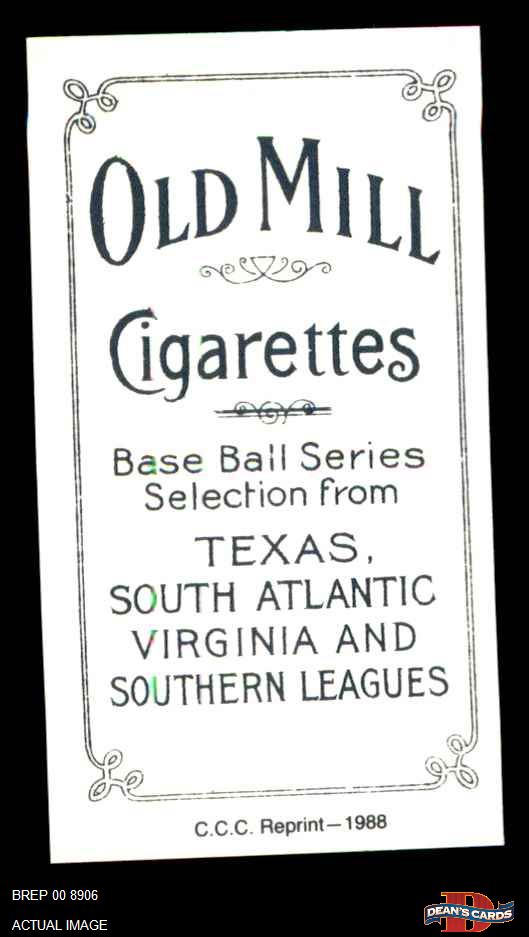 OLD MILL
Cigarettes
Base Ball Series
Selection from
TEXAS,
SOUTH ATLANTIC
VIRGINIA AND
SOUTHERN LEAGUES
C.C.C. Reprint—1988
BREP 00 8906
ACTUAL IMAGE
D
DEAN'S CARDS